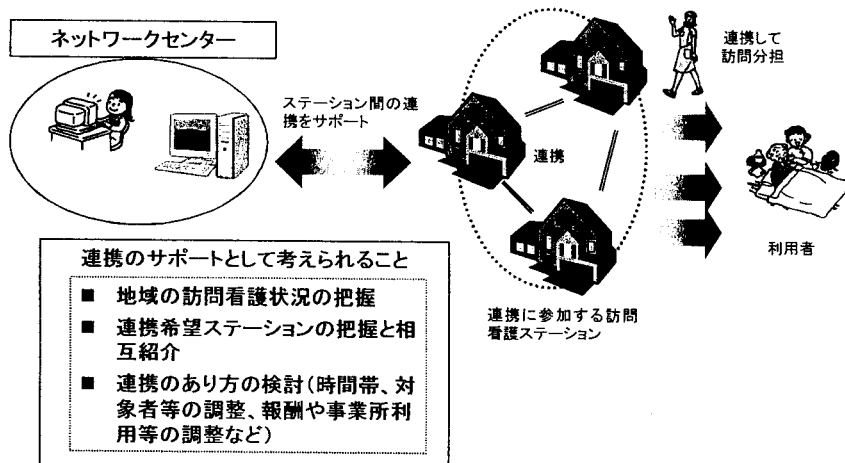 ネットワークセンター
ステーション間の連
携をサポート
連携
連携して
訪問分担
利用者
連携に参加する訪問
看護ステーション
連携のサポートとして考えられること
■ 地域の訪問看護状況の把握
■ 連携希望ステーションの把握と相
互紹介
■ 連携のあり方の検討(時間帯、対
象者等の調整、報酬や事業所利
用等の調整など)